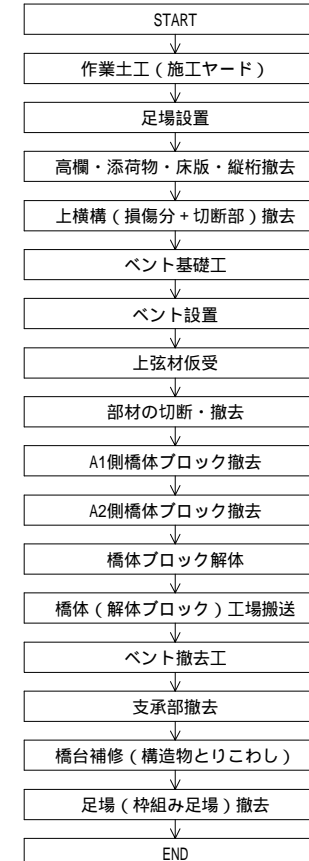 START
作業土工(施工ヤード)
足場設置
高欄・添荷物・床版・縦桁撤去
上横構(損傷分+切断部)撤去
ベント基礎工
ベント設置
上弦材仮受
部材の切断・撤去
A1側橋体ブロック撤去
A2側橋体ブロック撤去
橋体ブロック解体
橋体(解体ブロック)工場搬送
ベント撤去工
支承部撤去
橋台補修(構造物とりこわし)
足場(枠組み足場)撤去
END